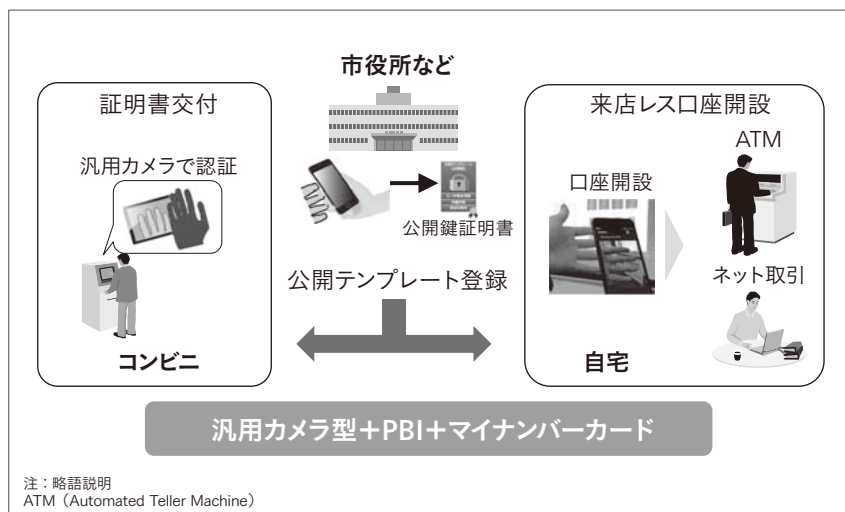 市役所など
証明書交付
汎用カメラで認証
コンビニ
公開鍵証明書
公開テンプレート登録
来店レス口座開設
ATM
口座開設
ネット取引
自宅
汎用カメラ型+PBI+マイナンバーカード
注:略語説明
ATM(Automated Teller Machine)